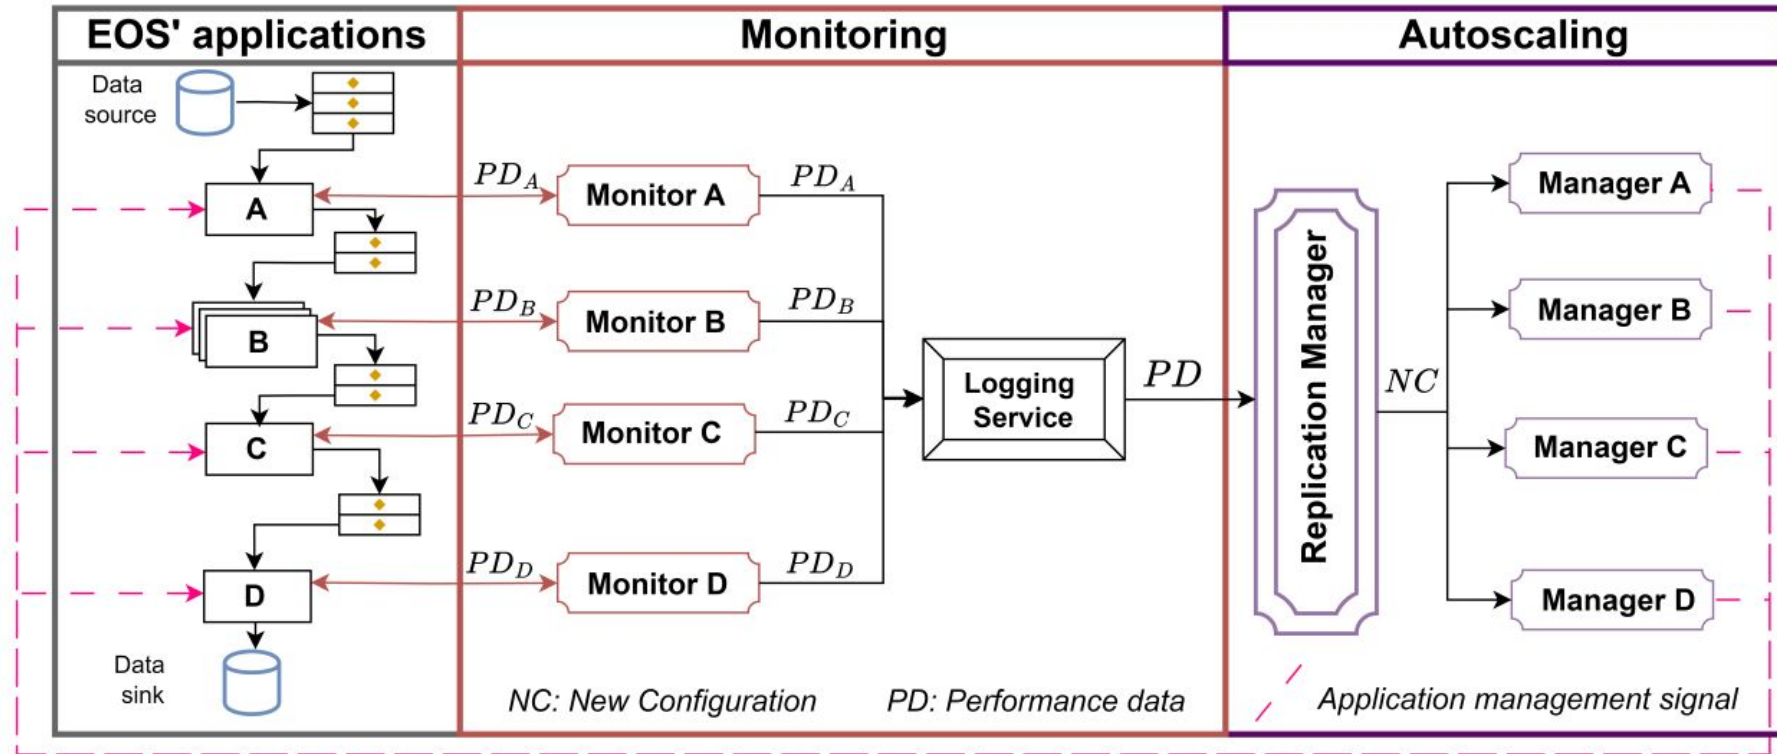 EOS' applications
Monitoring
Autoscaling
Data
source
A
B
C
D
Data
sink
PD_A
Monitor A
PD_A
PD_B
Monitor B
PD_B
PD_C
Monitor C
PD_C
PD_D
Monitor D
PD_D
Logging
Service
PD
Replication Manager
NC
Manager A
Manager B
Manager C
Manager D
NC: New Configuration
PD: Performance data
Application management signal